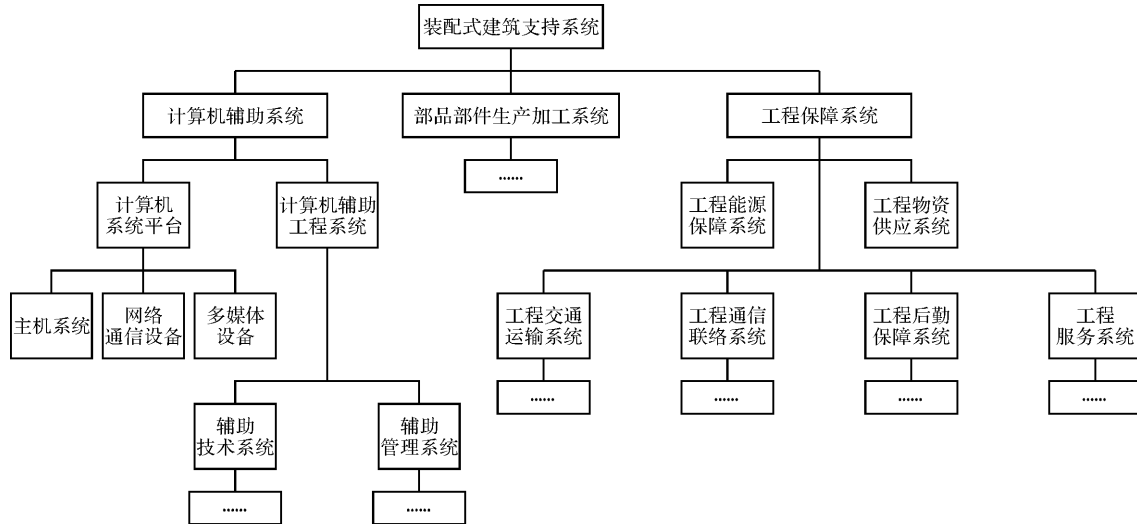 装配式建筑支持系统
计算机辅助系统
部品部件生产加工系统
工程保障系统
......
计算机
系统平台
计算机辅助
工程系统
工程能源
保障系统
工程物资
供应系统
主机系统
网络
通信设备
多媒体
设备
工程交通
运输系统
工程通信
联络系统
工程后勤
保障系统
工程
服务系统
......
......
......
......
辅助
技术系统
辅助
管理系统
......
......